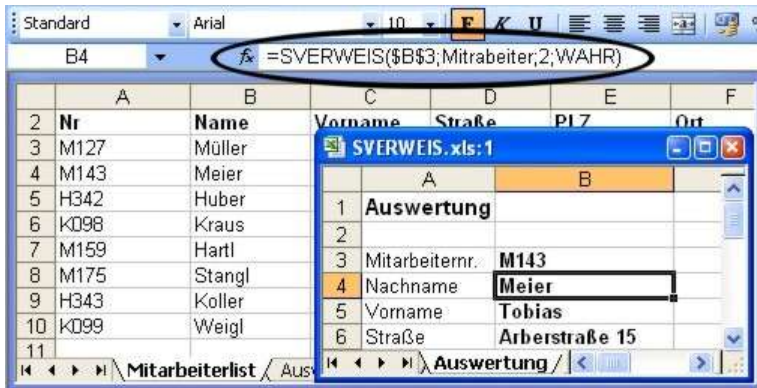 Standard Arial 10 F K U
B4 fx =SVERWEIS($B$3;Mitrabeiter;2;WAHR)
A B C D E F
2 Nr Name Vorname Straße PLZ Ort
3 M127 Müller
4 M143 Meier
5 H342 Huber
6 K098 Kraus
7 M159 Hartl
8 M175 Stangl
9 H343 Koller
10 K099 Weigl
11
Mitarbeiterlist
SVERWEIS.xls:1
A B
1 Auswertung
2
3 Mitarbeiternr. M143
4 Nachname Meier
5 Vorname Tobias
6 Straße Arberstraße 15
Auswertung